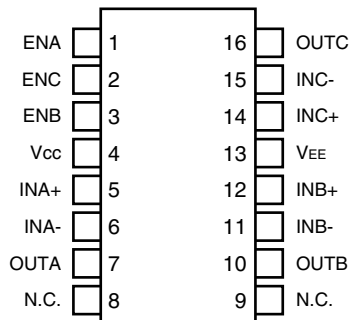 ENA 1 16 OUTC
ENC 2 15 INC-
ENB 3 14 INC+
Vcc 4 13 VEE
INA+ 5 12 INB+
INA- 6 11 INB-
OUTA 7 10 OUTB
N.C. 8 9 N.C.